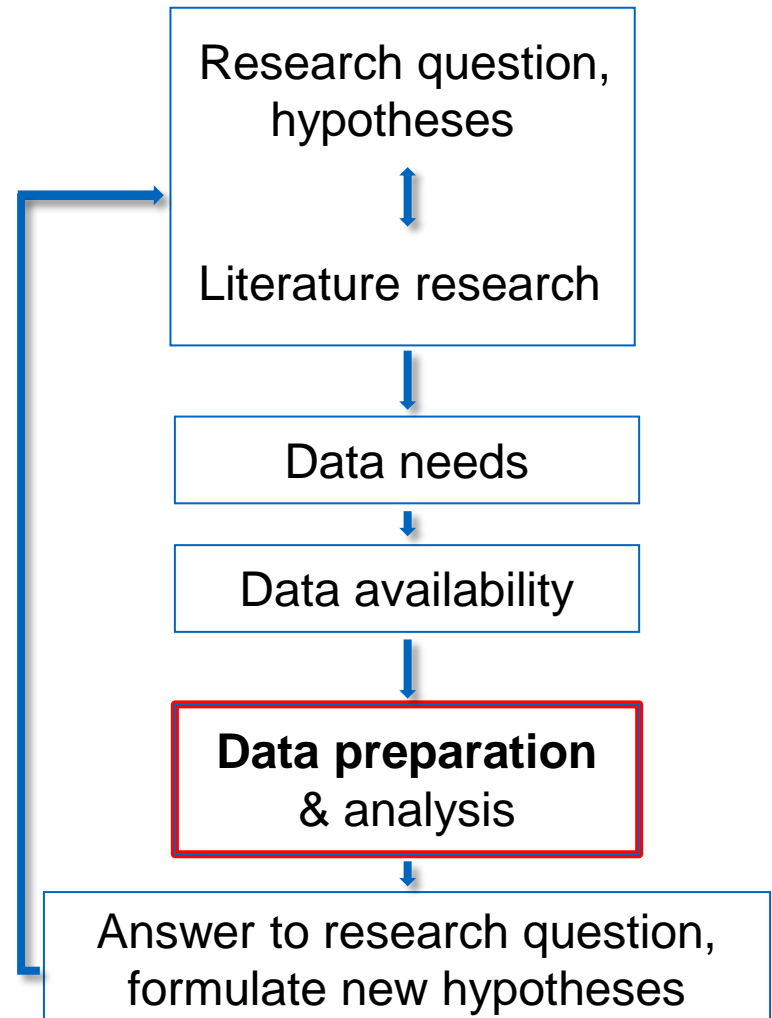 Research question,
hypotheses
Literature research
Data needs
Data availability
Data preparation
& analysis
Answer to research question,
formulate new hypotheses